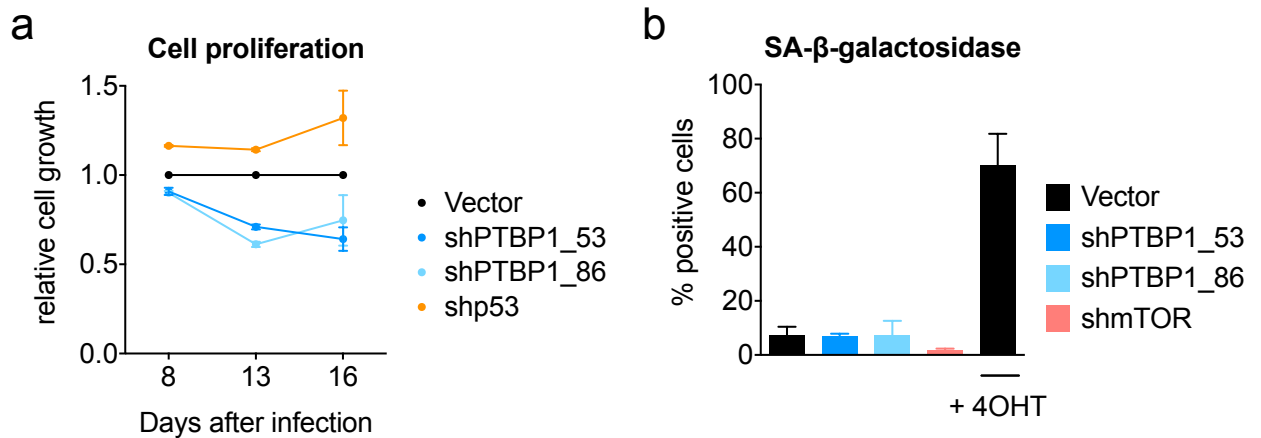 a
Cell proliferation
relative cell growth
1.5
1.0
0.5
0.0
8 13 16
Days after infection
Vector
shPTBP1_53
shPTBP1_86
shp53
b
SA-β-galactosidase
% positive cells
100
80
60
40
20
0
+ 4OHT
Vector
shPTBP1_53
shPTBP1_86
shmTOR